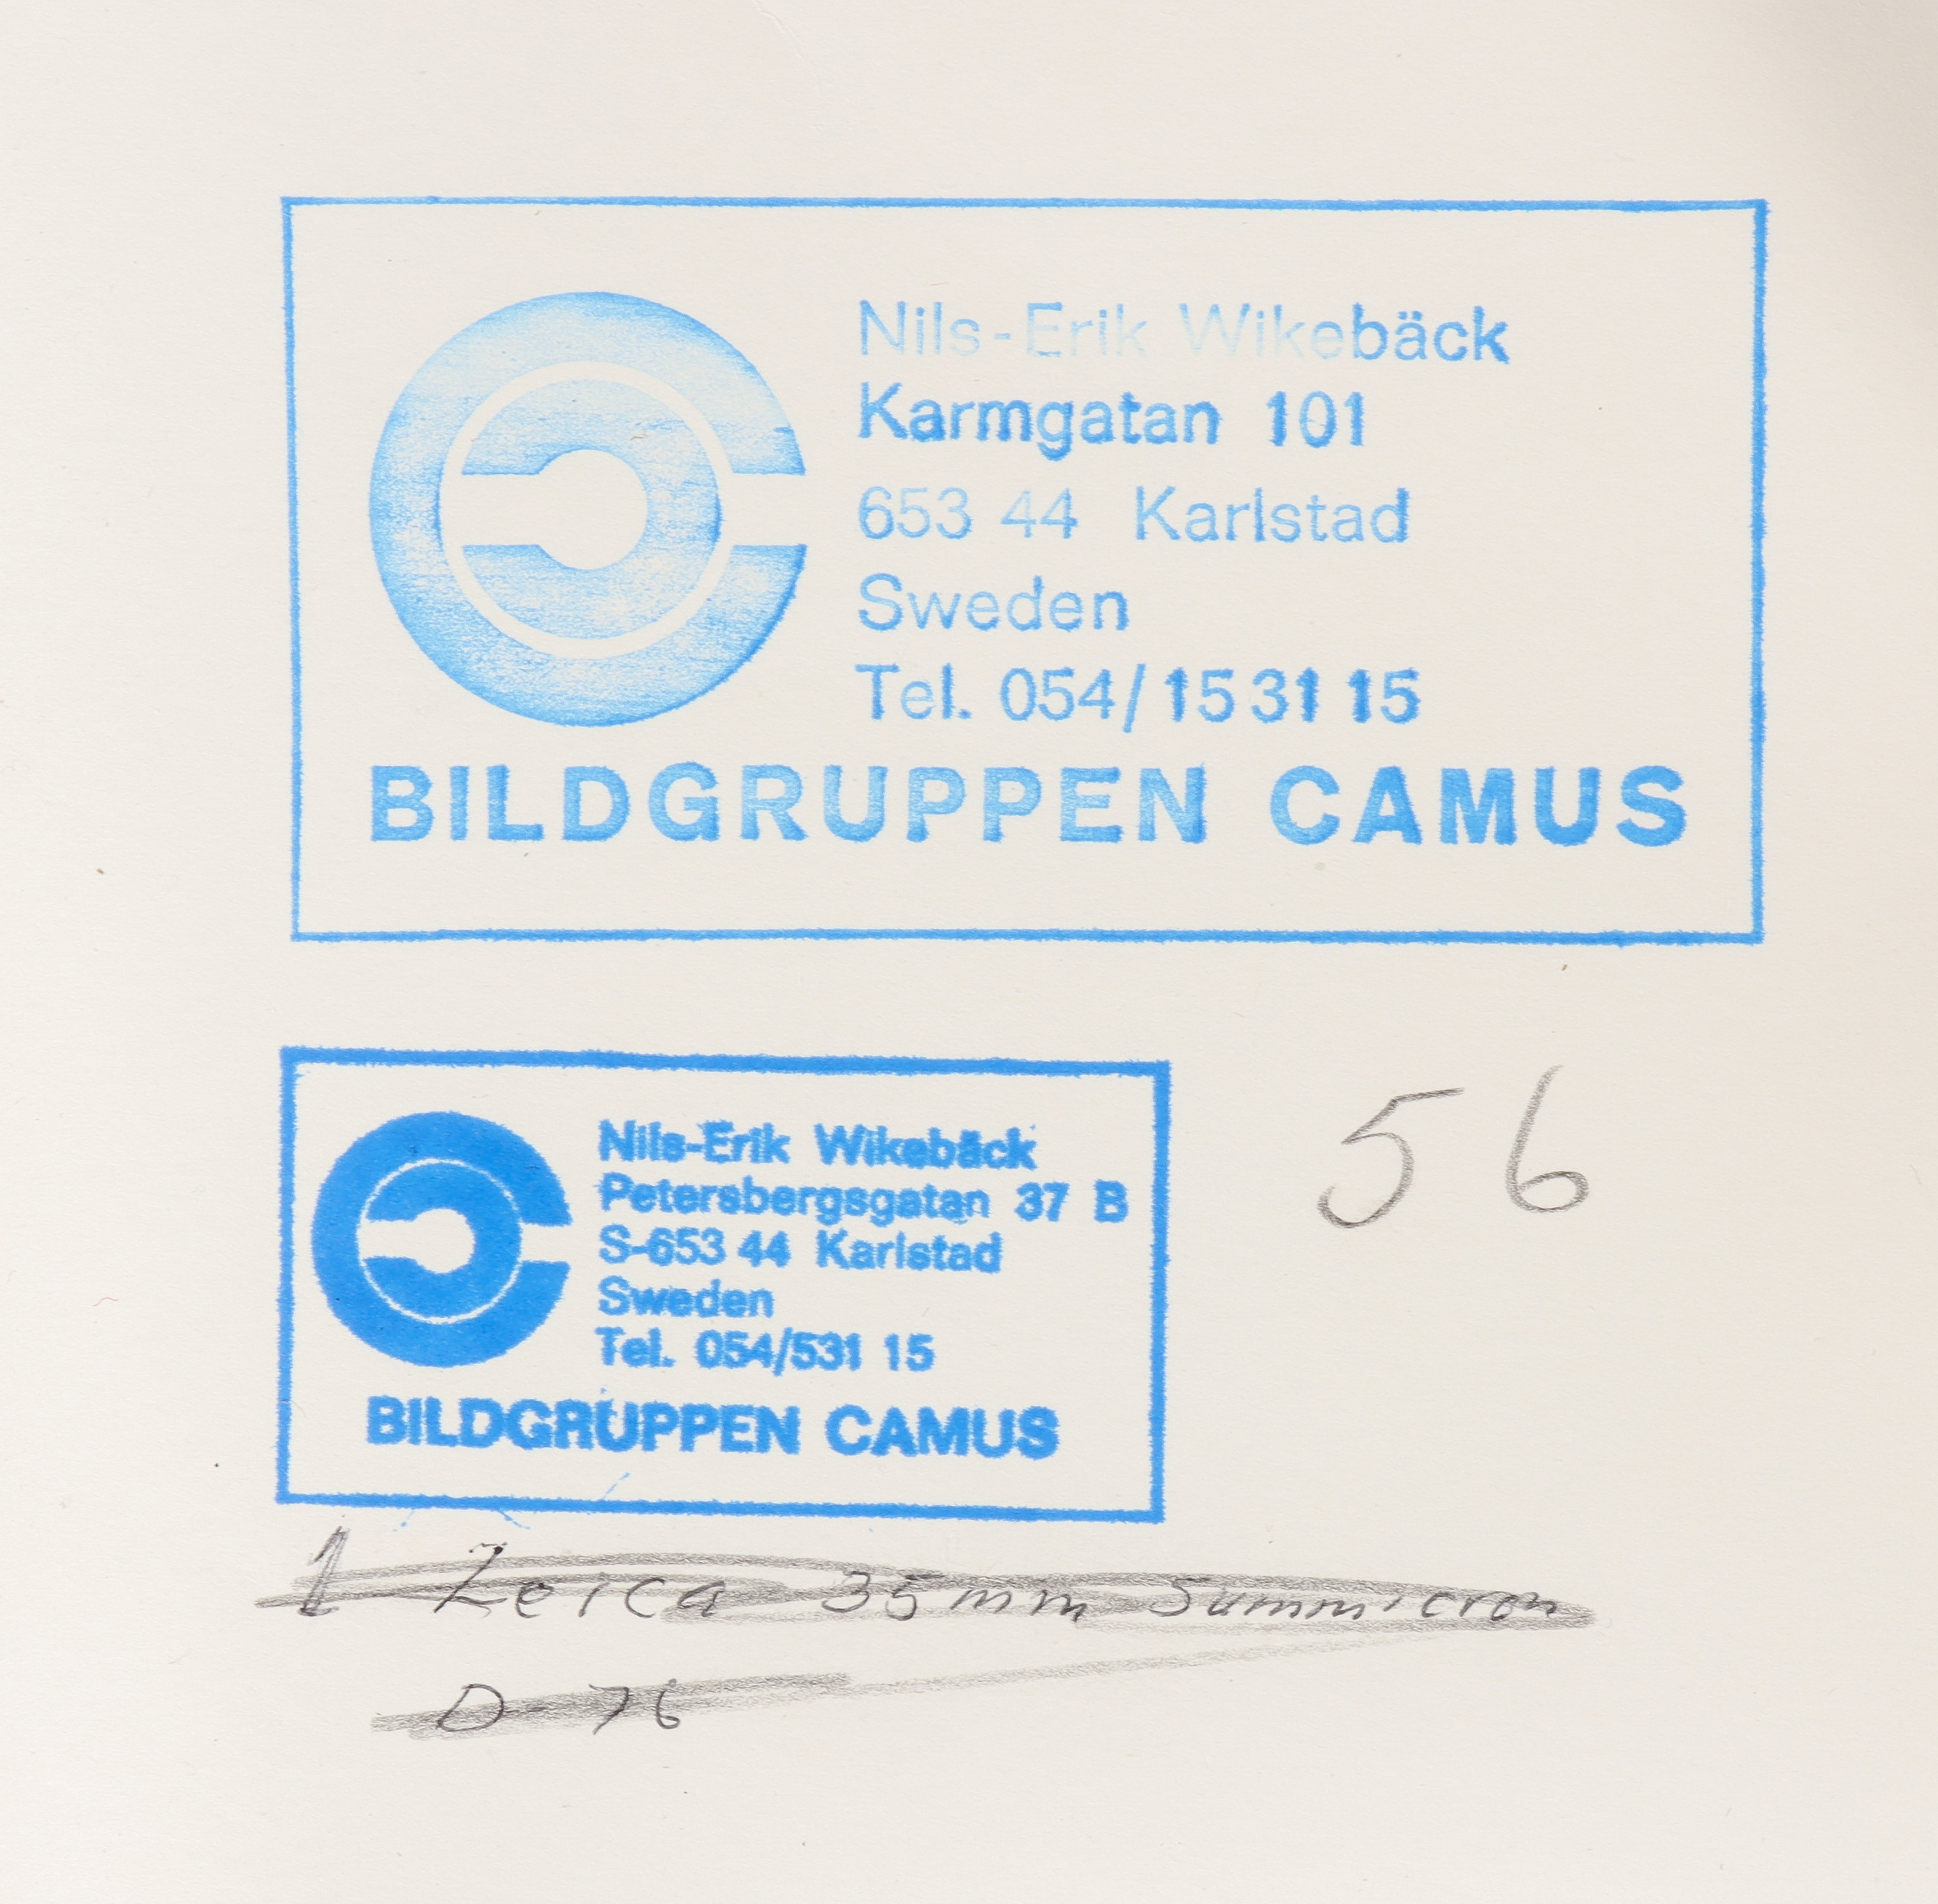 Nils-Erik Wikebäck
Karmgatan 101
653 44 Karlstad
Sweden
Tel. 054/15 31 15
BILDGRUPPEN CAMUS
Nils-Erik Wikebäck
Petersbergsgatan 37 B
S-653 44 Karlstad
Sweden
Tel. 054/531 15
BILDGRUPPEN CAMUS
56
Leica 35mm Summicron
D-76